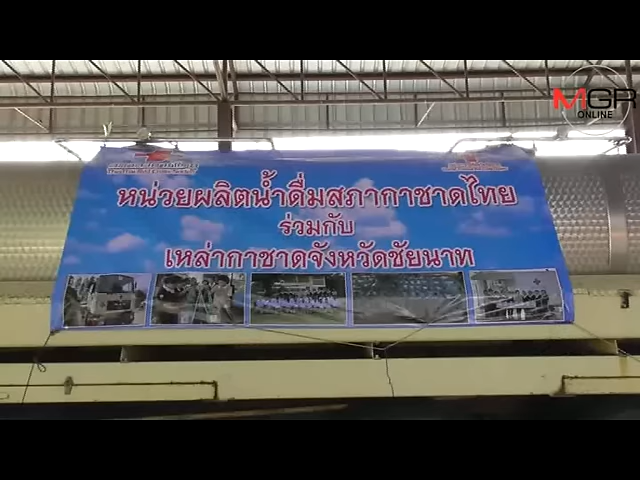 MGR
ONLINE
หน่วยผลิตน้ำดื่มสภากาชาดไทย
ร่วมกับ
เหล่ากาชาดจังหวัดชัยนาท